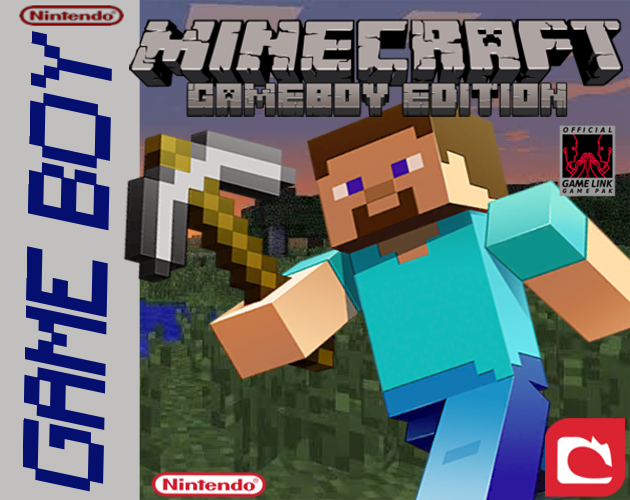 Nintendo
GAME BOY
MINECRAFT
GAMEBOY EDITION
OFFICIAL
GAME LINK
GAME PAK
Nintendo